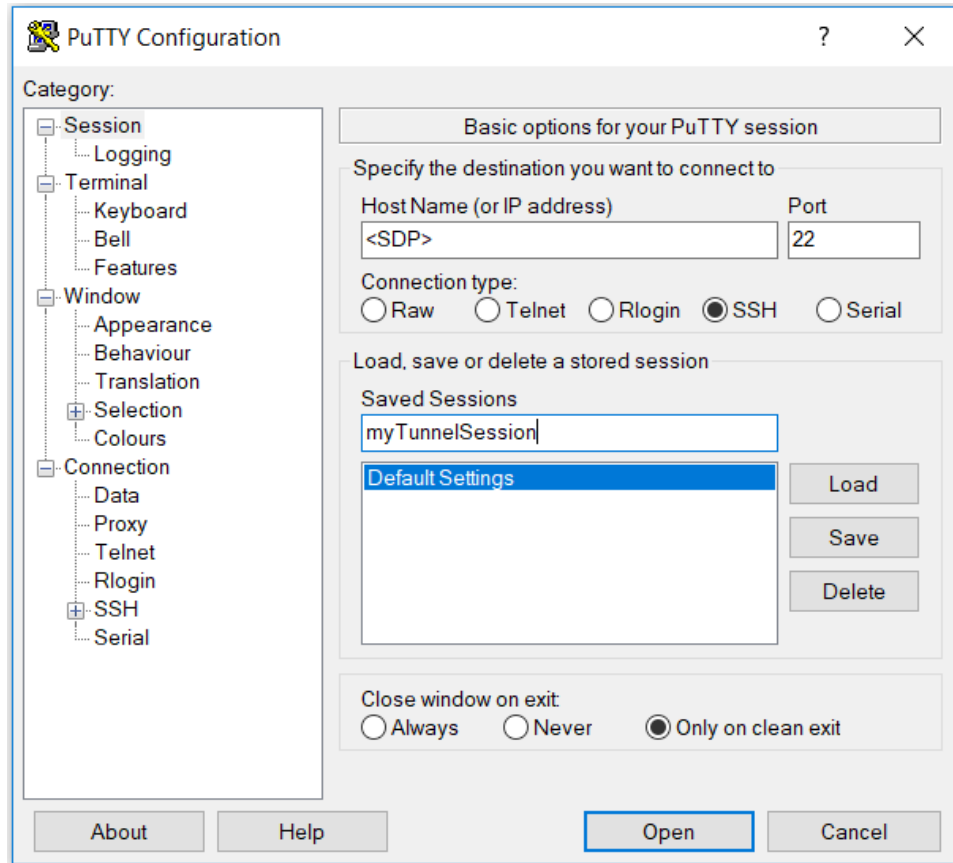 PuTTY Configuration
?
Category:
Session
Logging
Terminal
Keyboard
Bell
Features
Window
Appearance
Behaviour
Translation
Selection
Colours
Connection
Data
Proxy
Telnet
Rlogin
SSH
Serial
Basic options for your PuTTY session
Specify the destination you want to connect to
Host Name (or IP address) Port
<SDP> 22
Connection type:
Raw Telnet Rlogin SSH Serial
Load, save or delete a stored session
Saved Sessions
myTunnelSession
Default Settings
Load
Save
Delete
Close window on exit:
Always Never Only on clean exit
About Help Open Cancel